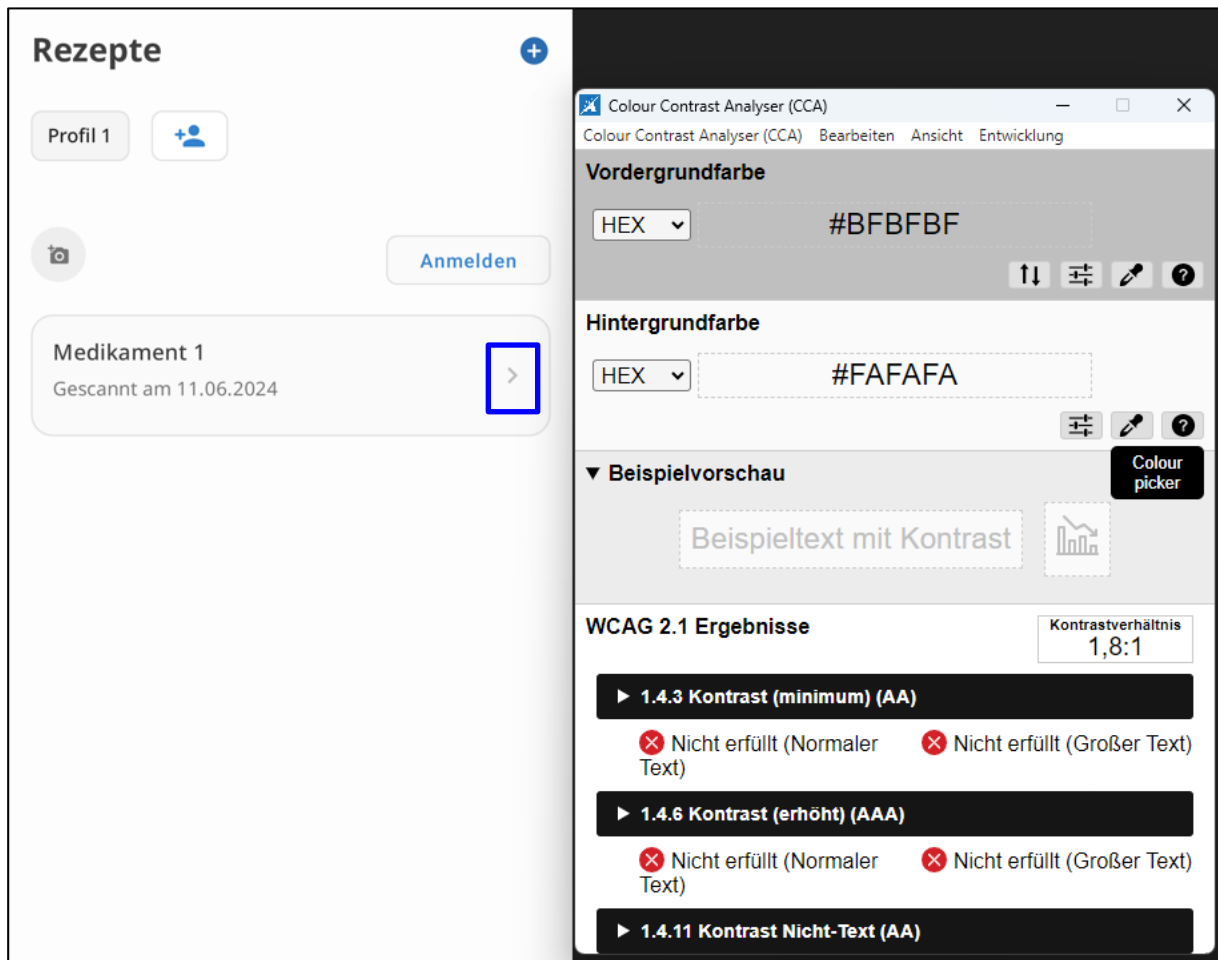 Rezepte
Profil 1
Anmelden
Medikament 1
Gescannt am 11.06.2024
Colour Contrast Analyser (CCA)
Colour Contrast Analyser (CCA) Bearbeiten Ansicht Entwicklung
Vordergrundfarbe
HEX #BFBFBF
Hintergrundfarbe
HEX #FAFAFA
Colour
picker
Beispielvorschau
Beispieltext mit Kontrast
WCAG 2.1 Ergebnisse
Kontrastverhältnis
1,8:1
1.4.3 Kontrast (minimum) (AA)
Nicht erfüllt (Normaler
Text)
Nicht erfüllt (Großer Text)
1.4.6 Kontrast (erhöht) (AAA)
Nicht erfüllt (Normaler
Text)
Nicht erfüllt (Großer Text)
1.4.11 Kontrast Nicht-Text (AA)